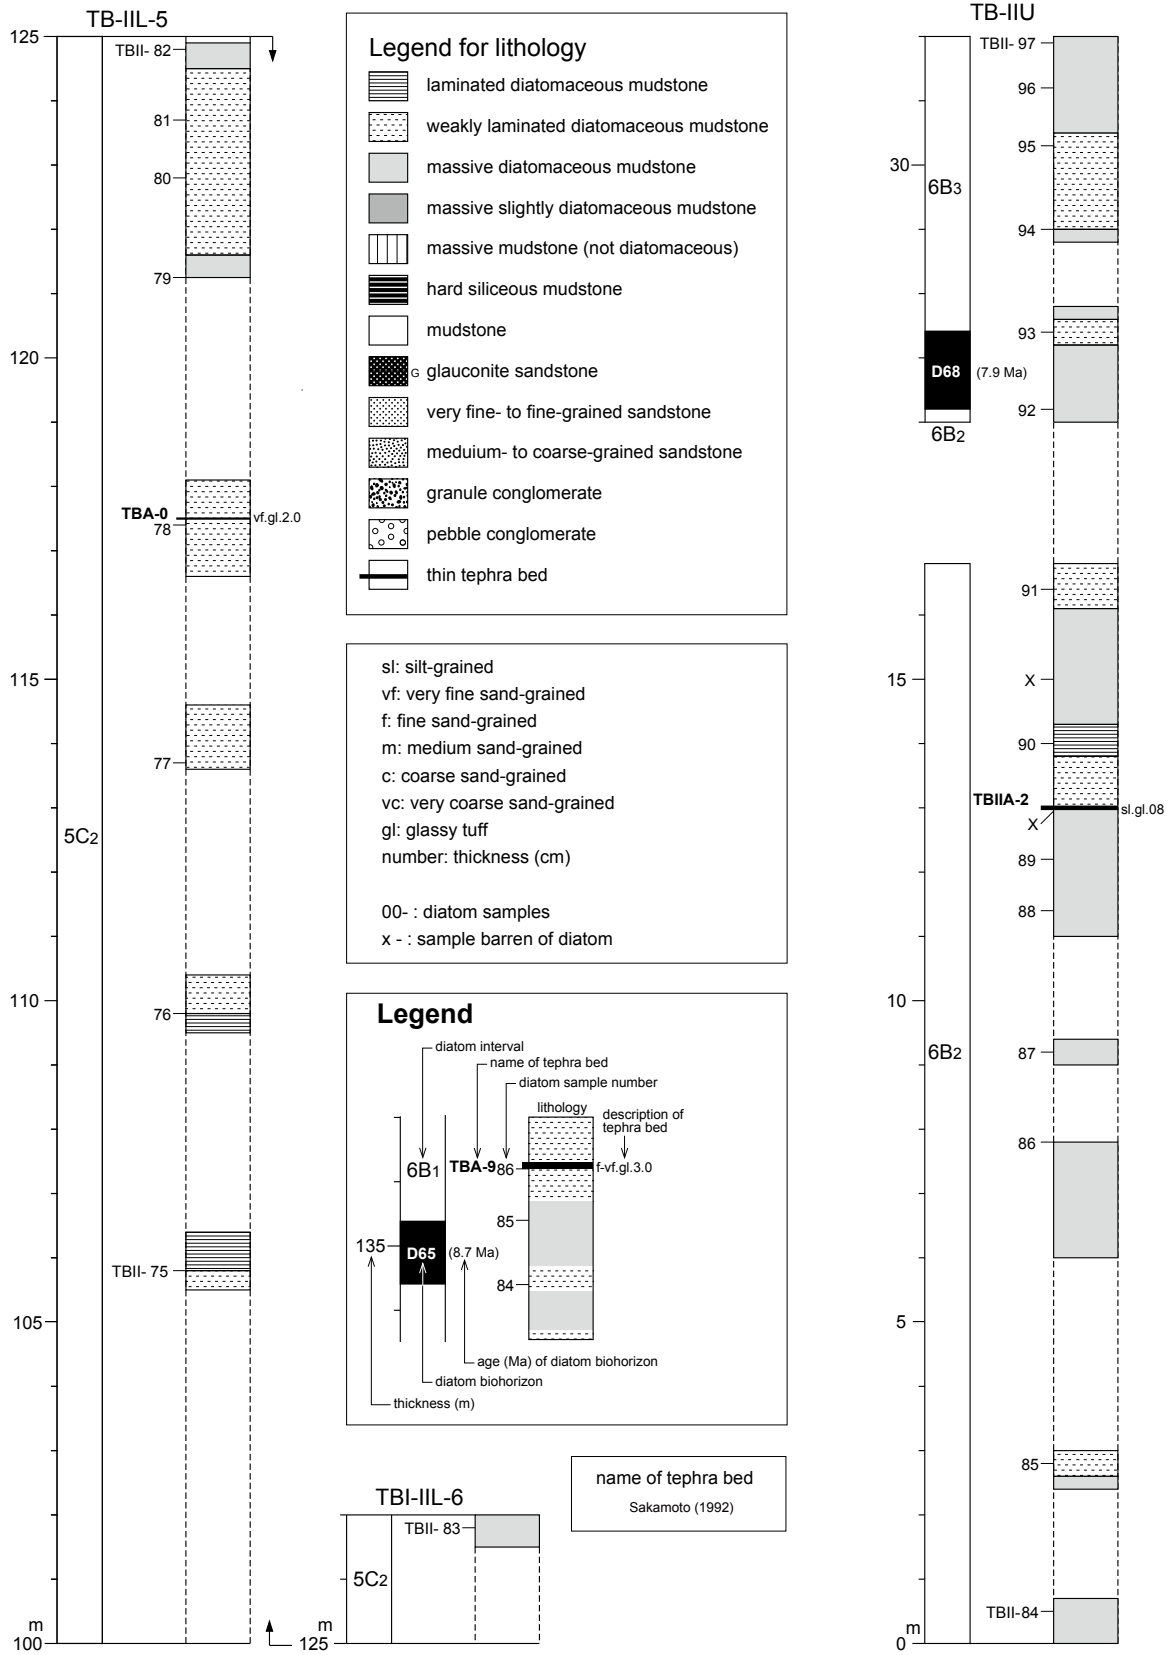 TB-IIL-5
125
TBII- 82
81
80
79
120
TBA-0
78
vf.gl.2.0
115
77
5C2
110
76
TBII- 75
105
m
100
Legend for lithology
laminated diatomaceous mudstone
weakly laminated diatomaceous mudstone
massive diatomaceous mudstone
massive slightly diatomaceous mudstone
massive mudstone (not diatomaceous)
hard siliceous mudstone
mudstone
G glauconite sandstone
very fine- to fine-grained sandstone
meduium- to coarse-grained sandstone
granule conglomerate
pebble conglomerate
thin tephra bed
sl: silt-grained
vf: very fine sand-grained
f: fine sand-grained
m: medium sand-grained
c: coarse sand-grained
vc: very coarse sand-grained
gl: glassy tuff
number: thickness (cm)
00- : diatom samples
x - : sample barren of diatom
Legend
diatom interval
name of tephra bed
diatom sample number
lithology
description of
tephra bed
6B1
TBA-9
86
f-vf.gl.3.0
85
135
D65
(8.7 Ma)
84
age (Ma) of diatom biohorizon
diatom biohorizon
thickness (m)
name of tephra bed
Sakamoto (1992)
TBI-IIL-6
TBII- 83
5C2
125
TB-IIU
TBII- 97
96
95
30
6B3
94
93
D68
(7.9 Ma)
92
6B2
91
15
X
90
TBIIA-2
sl.gl.08
X
89
88
10
6B2
87
86
5
85
TBII-84
m
0